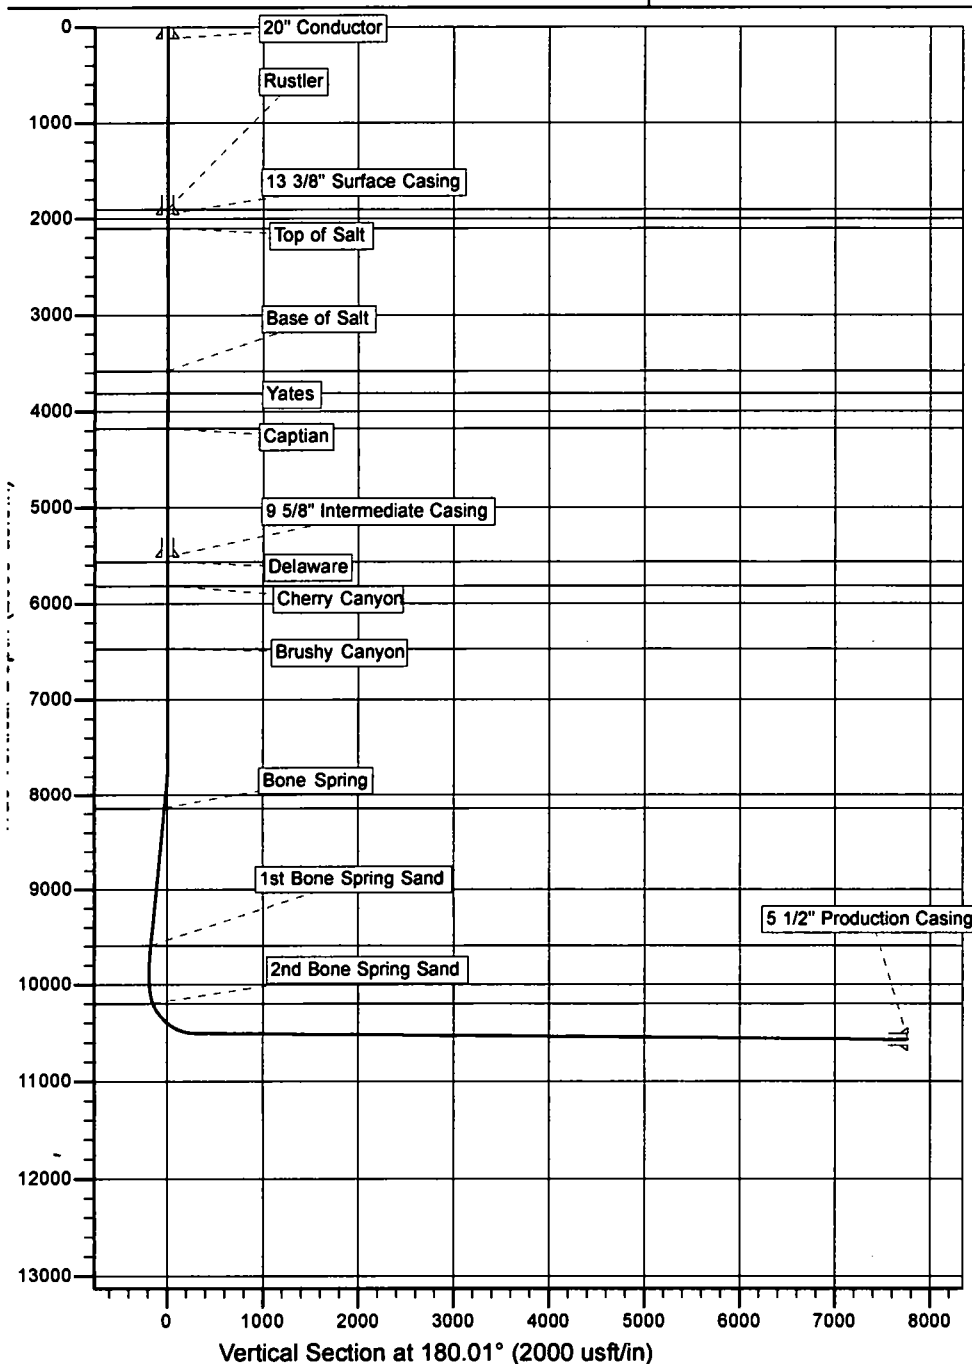 0
20" Conductor
Rustler
1000
13 3/8" Surface Casing
2000
Top of Salt
3000
Base of Salt
Yates
4000
Captian
5000
9 5/8" Intermediate Casing
Delaware
6000
Cherry Canyon
Brushy Canyon
7000
Bone Spring
8000
9000
1st Bone Spring Sand
5 1/2" Production Casing
2nd Bone Spring Sand
10000
11000
12000
13000
0 1000 2000 3000 4000 5000 6000 7000 8000
Vertical Section at 180.01° (2000 usft/in)